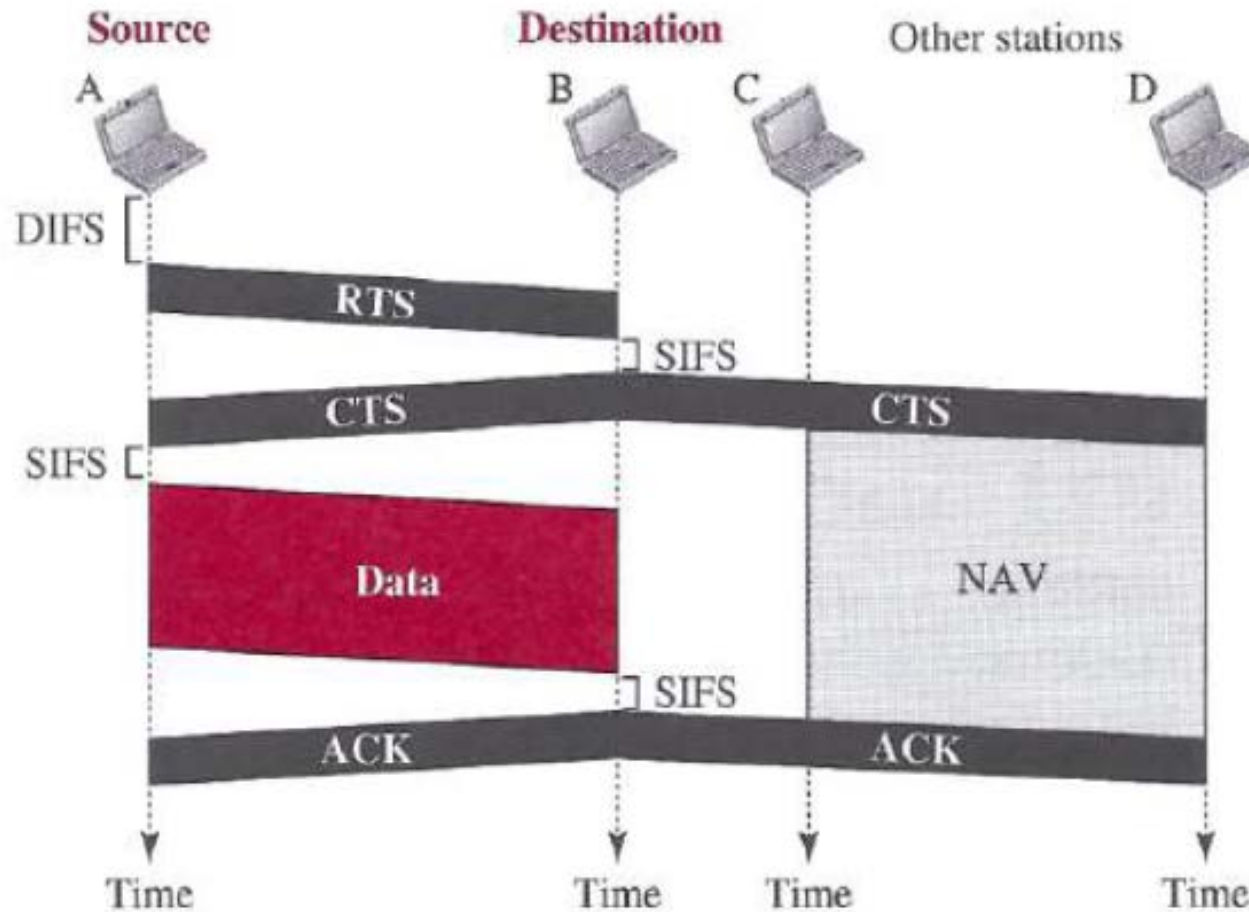 Source Destination Other stations
A B C D
DIFS
RTS
SIFS
CTS CTS
SIFS
Data NAV
SIFS
ACK ACK
Time Time Time Time